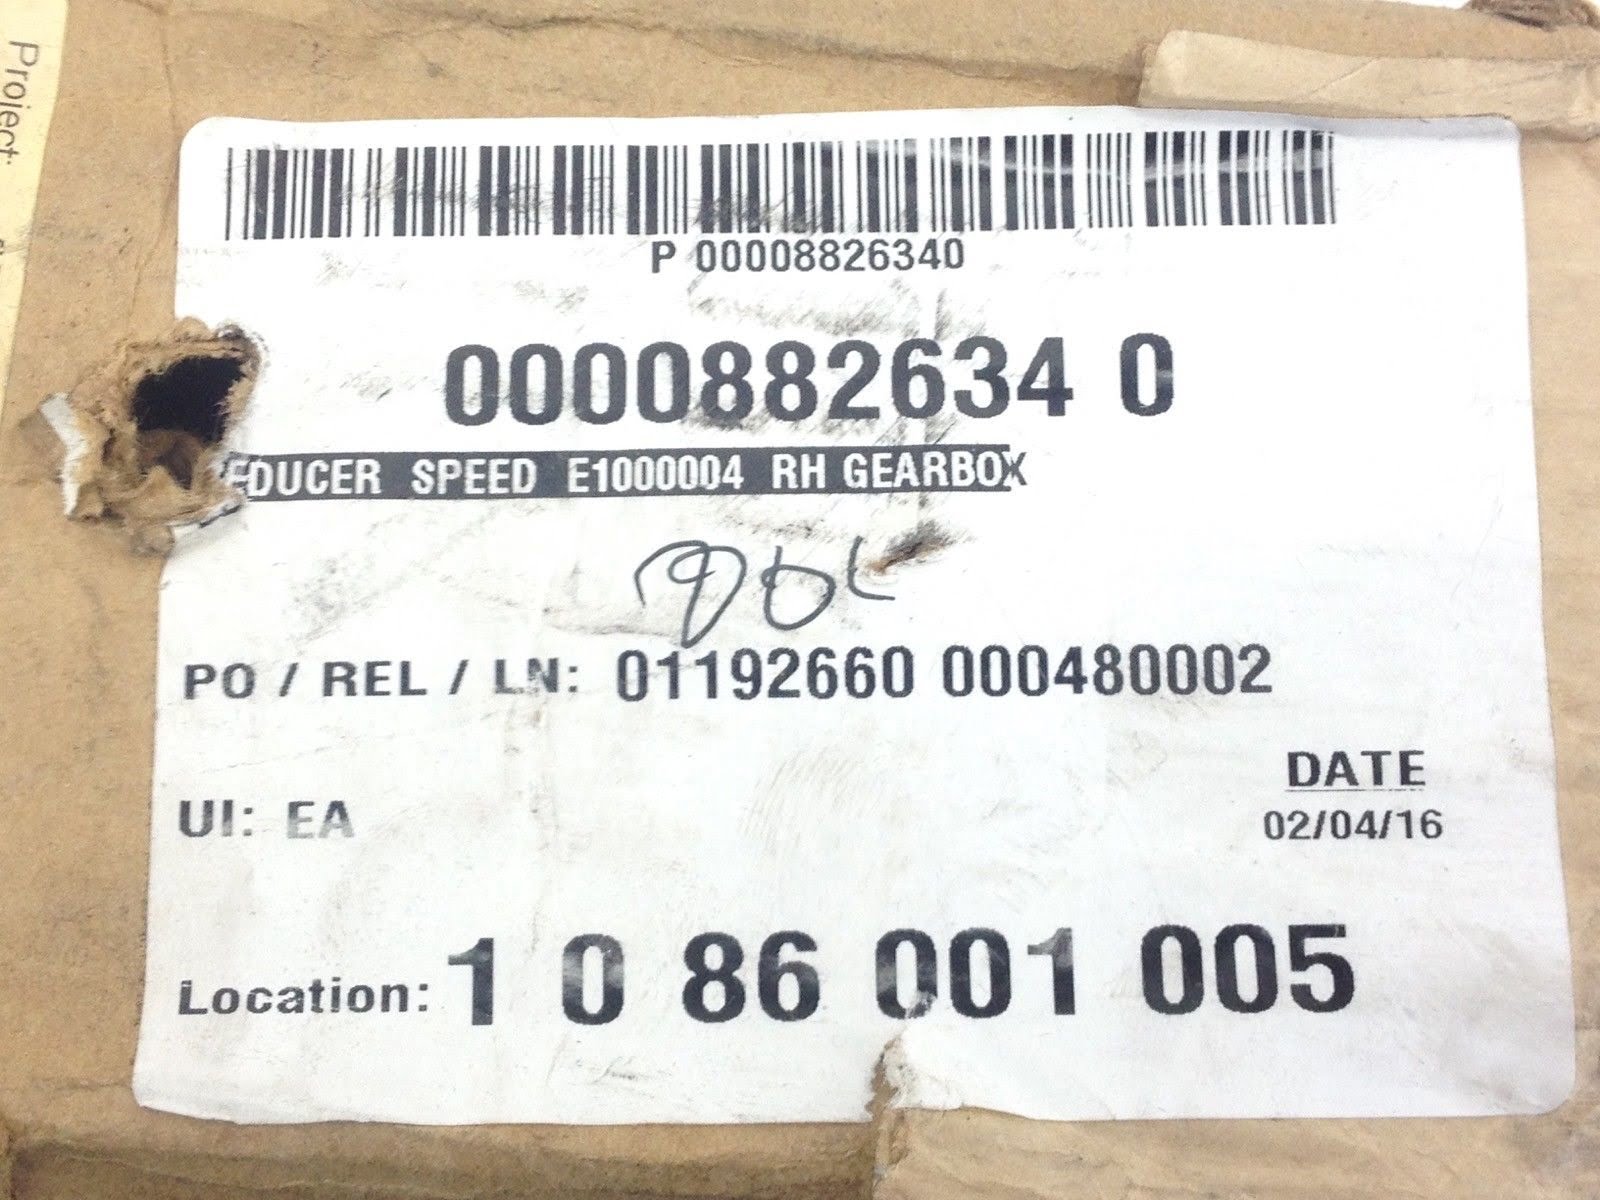 Project:
P 00008826340
0000882634 0
EDUCER SPEED E1000004 RH GEARBOX
PO / REL / LN: 01192660 000480002
DATE
UI: EA
02/04/16
Location: 1 0 86 001 005